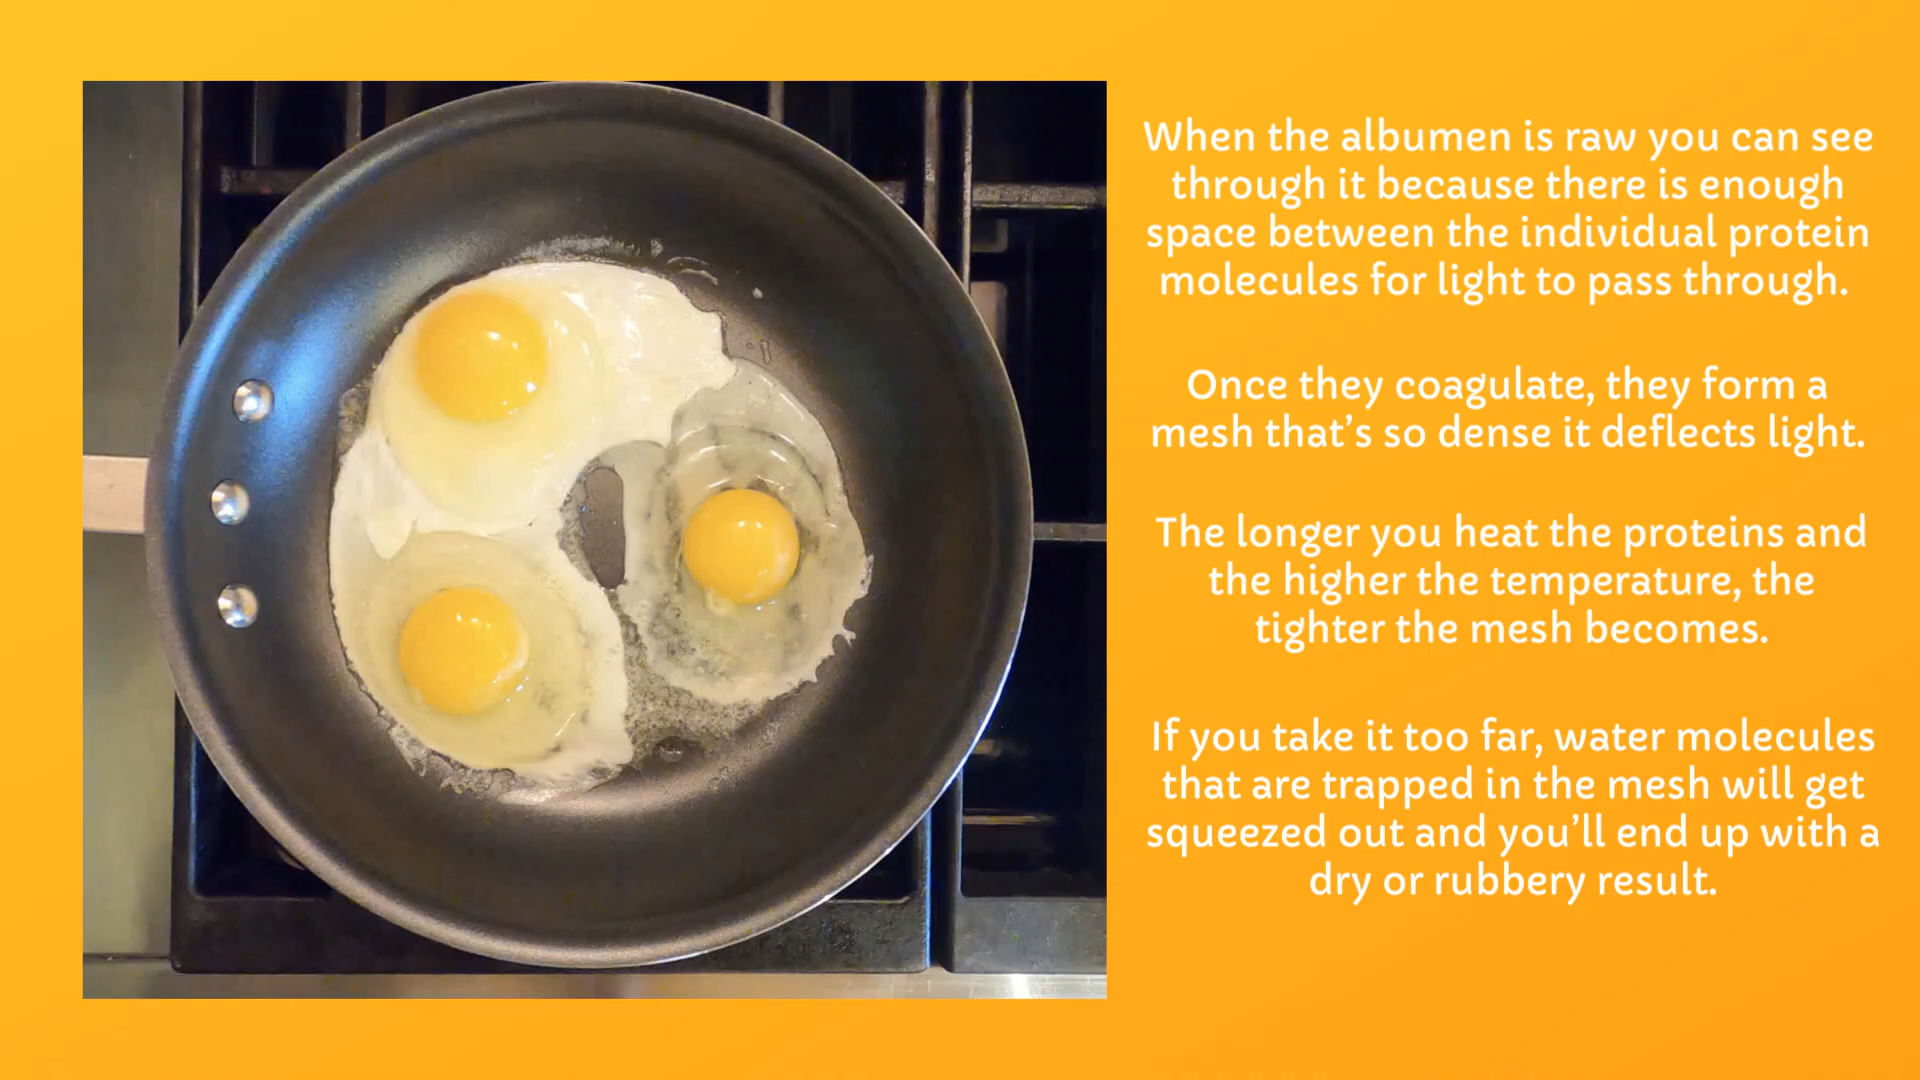 When the albumen is raw you can see
through it because there is enough
space between the individual protein
molecules for light to pass through.
Once they coagulate, they form a
mesh that’s so dense it deflects light.
The longer you heat the proteins and
the higher the temperature, the
tighter the mesh becomes.
If you take it too far, water molecules
that are trapped in the mesh will get
squeezed out and you’ll end up with a
dry or rubbery result.